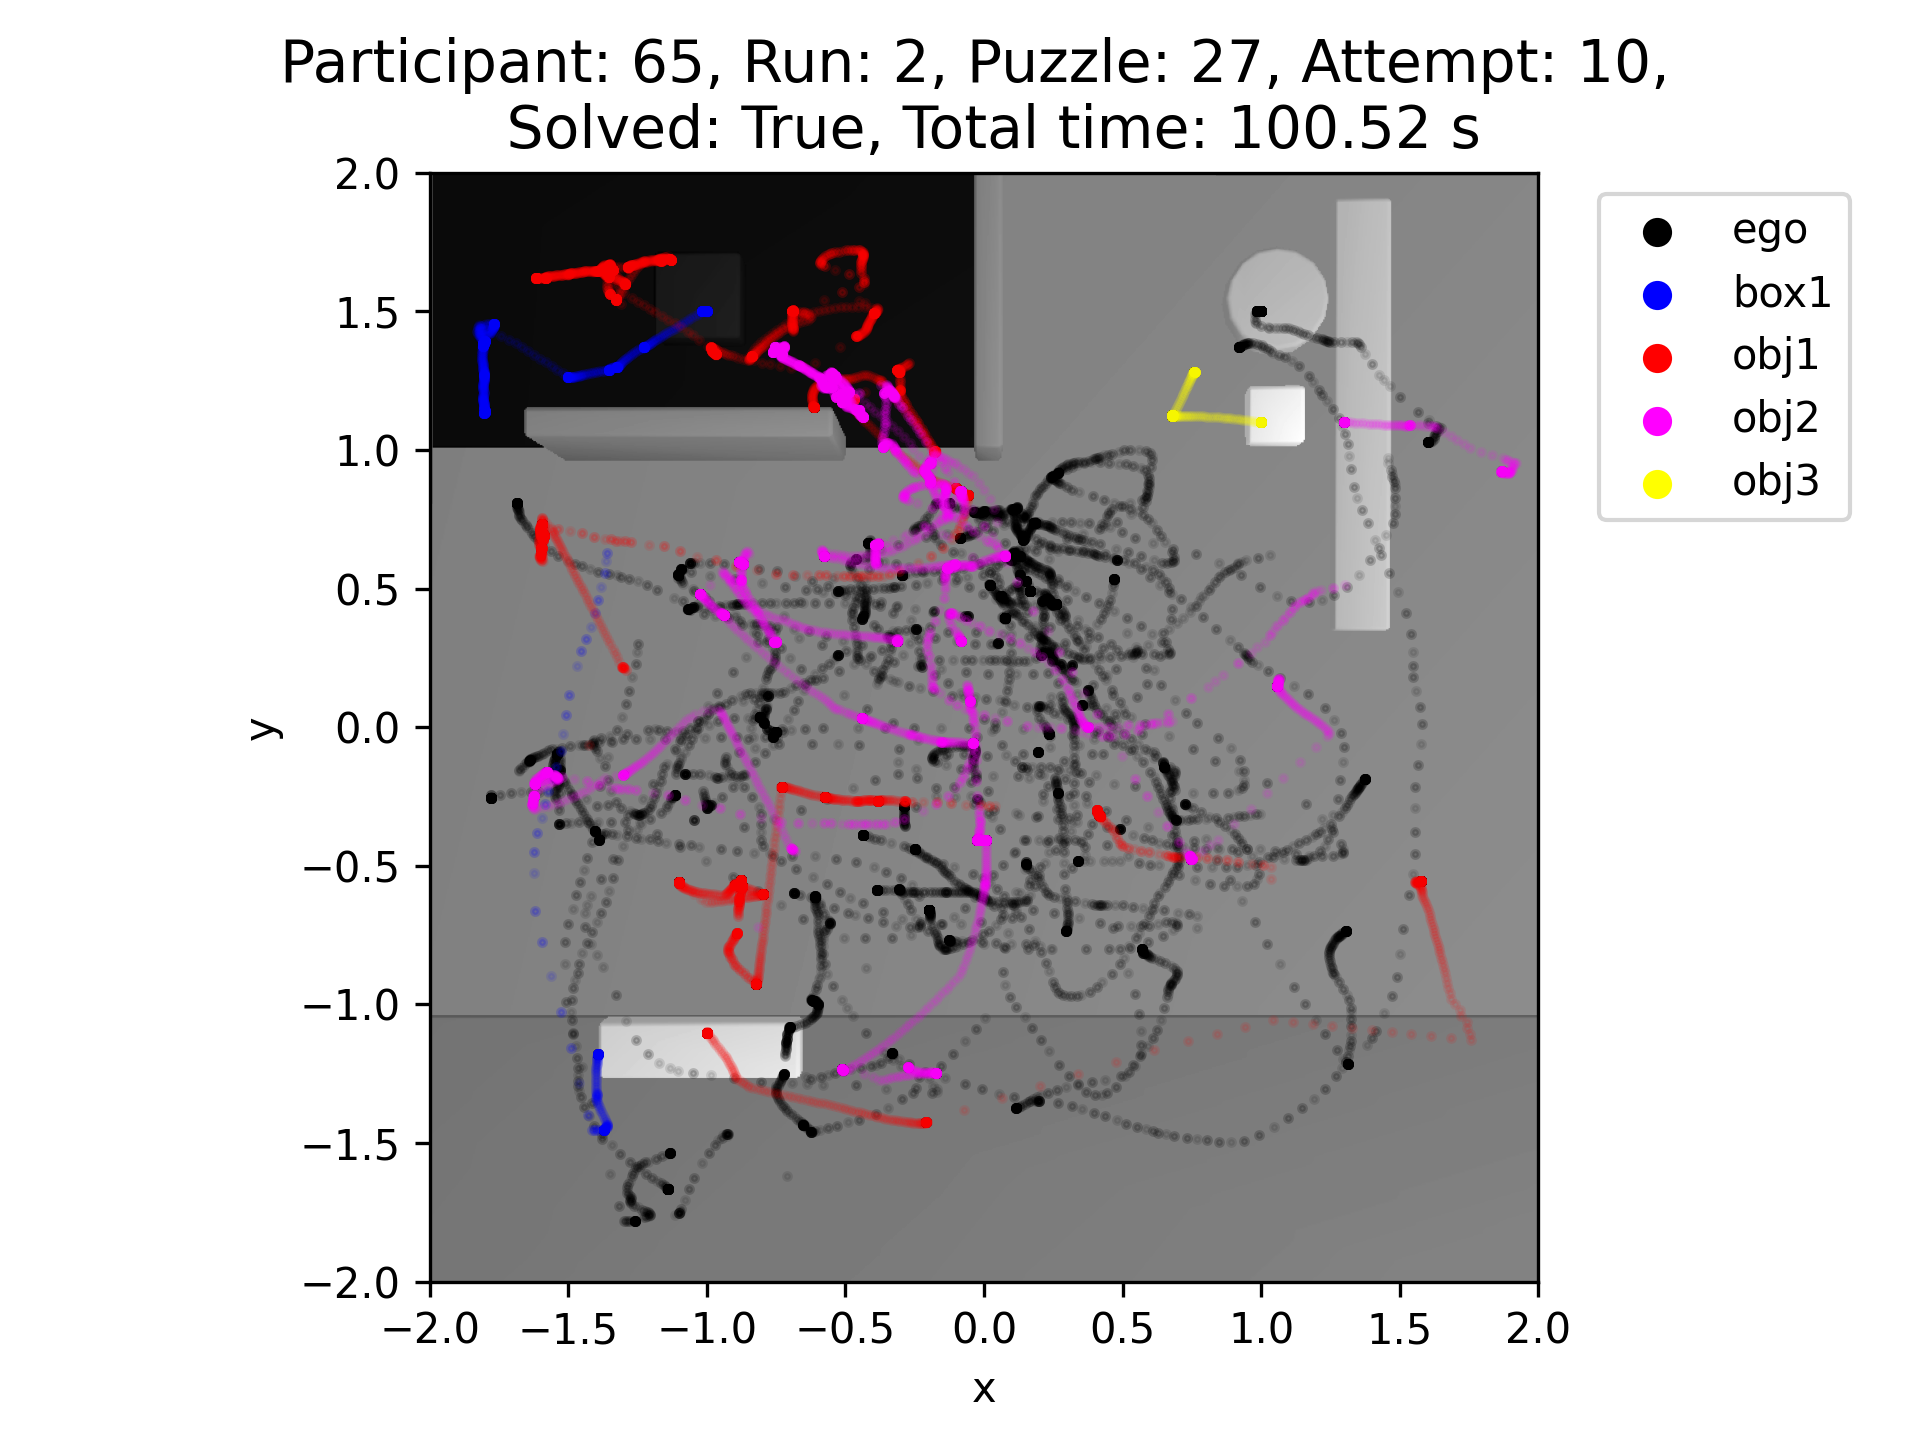 Participant: 65, Run: 2, Puzzle: 27, Attempt: 10,
Solved: True, Total time: 100.52 s
2.0
1.5
1.0
0.5
0.0
−0.5
−1.0
−1.5
−2.0
y
−2.0 −1.5 −1.0 −0.5 0.0 0.5 1.0 1.5 2.0
x
ego
box1
obj1
obj2
obj3